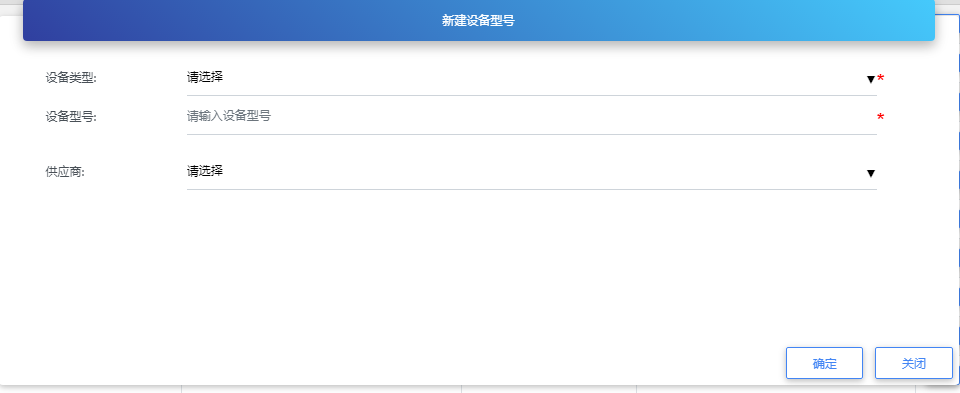 新建设备型号
设备类型: 请选择 ▼*
设备型号: 请输入设备型号 *
供应商: 请选择 ▼
确定 关闭